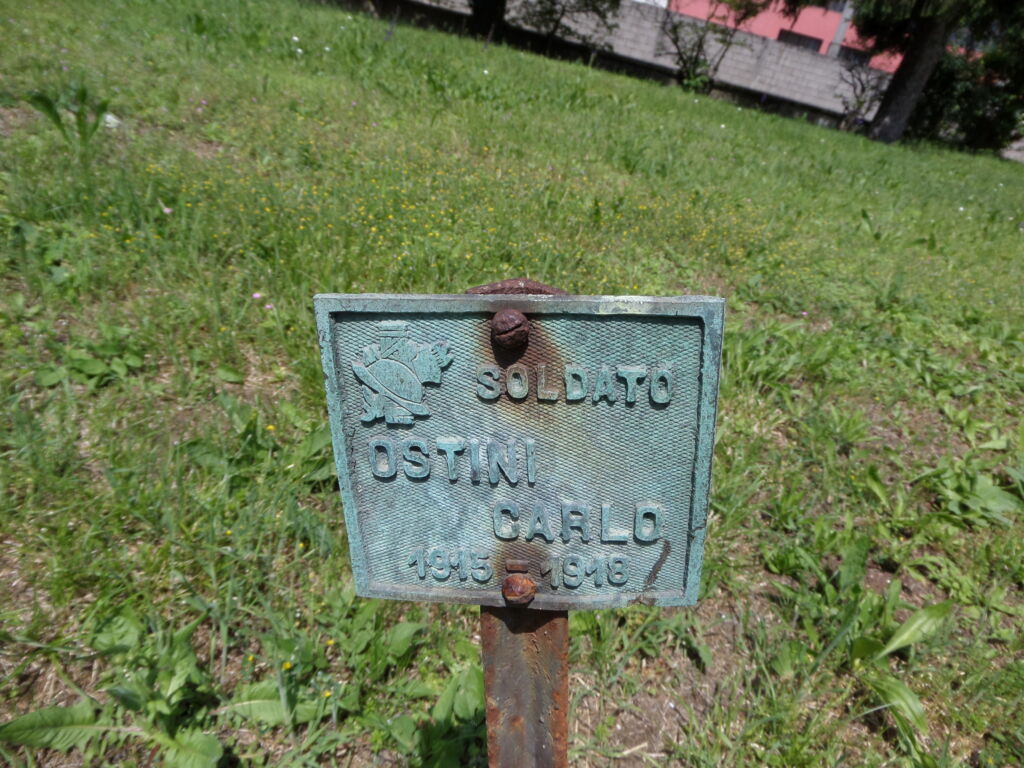 SOLDATO
OSTINI
CARLO
1915-1918